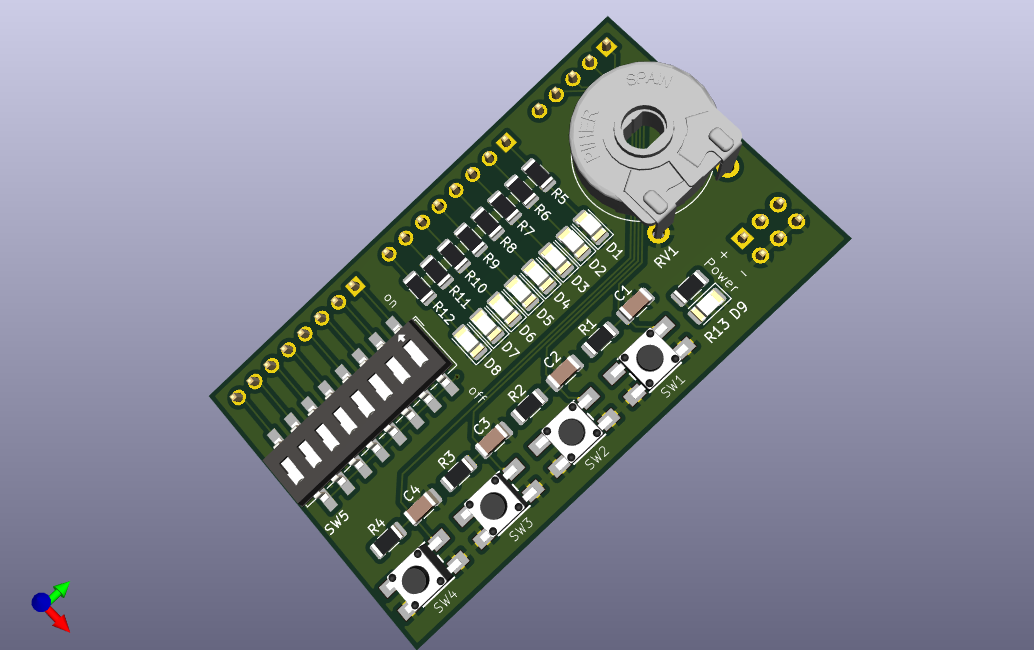 SPAIN
PIHER
R5
R6
R7
R8
R9
R10
R11
R12
D1
D2
D3
D4
D5
D6
D7
D8
RV1
+
Power
-
D9
R13
on
off
C1
R1
C2
R2
C3
R3
C4
R4
SW1
SW2
SW3
SW4
SW5